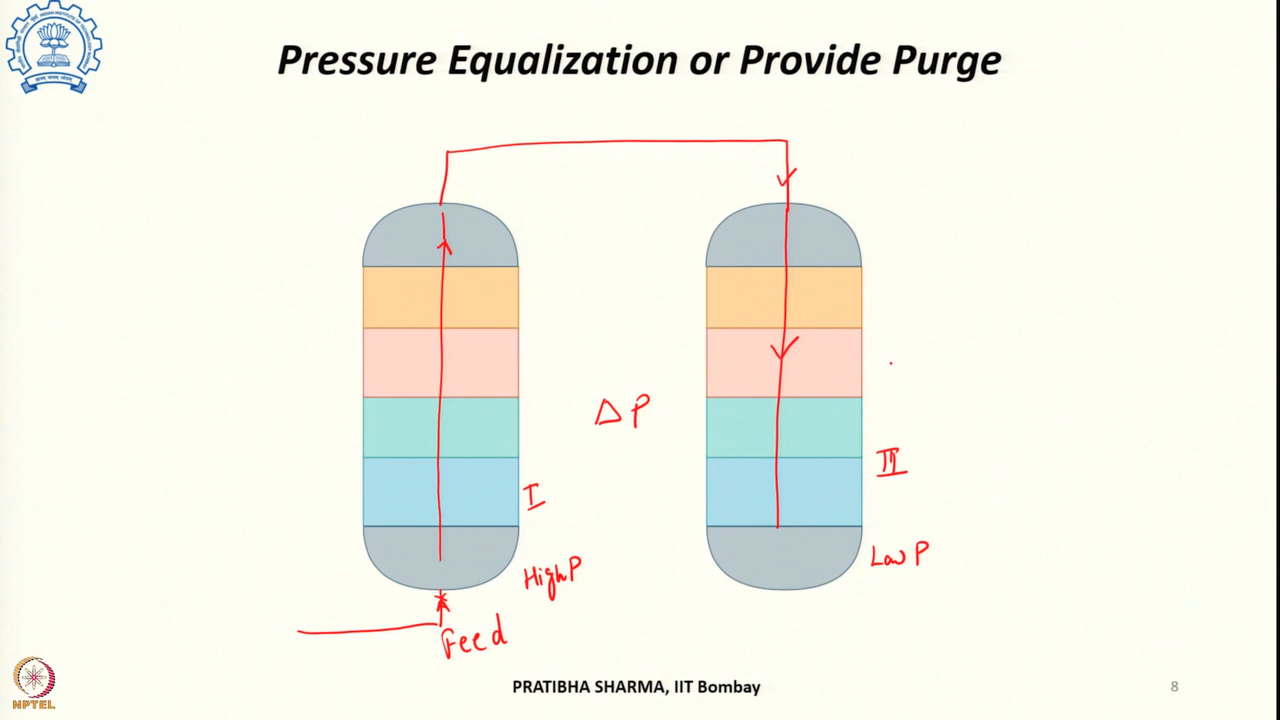 Pressure Equalization or Provide Purge
ΔP
I
II
High P
Low P
Feed
NPTEL
PRATIBHA SHARMA, IIT Bombay
8